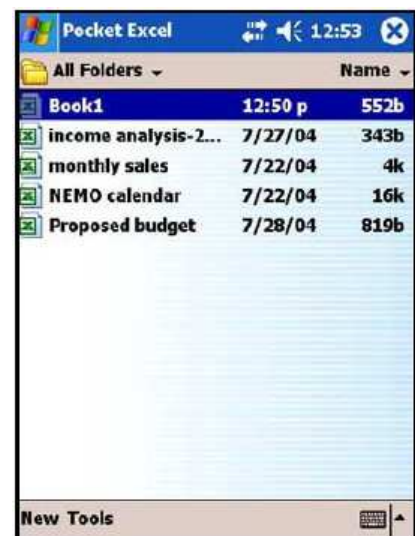 Pocket Excel 12:53
All Folders Name
Book1 12:50 p 552b
income analysis-2... 7/27/04 343b
monthly sales 7/22/04 4k
NEMO calendar 7/22/04 16k
Proposed budget 7/28/04 819b
New Tools